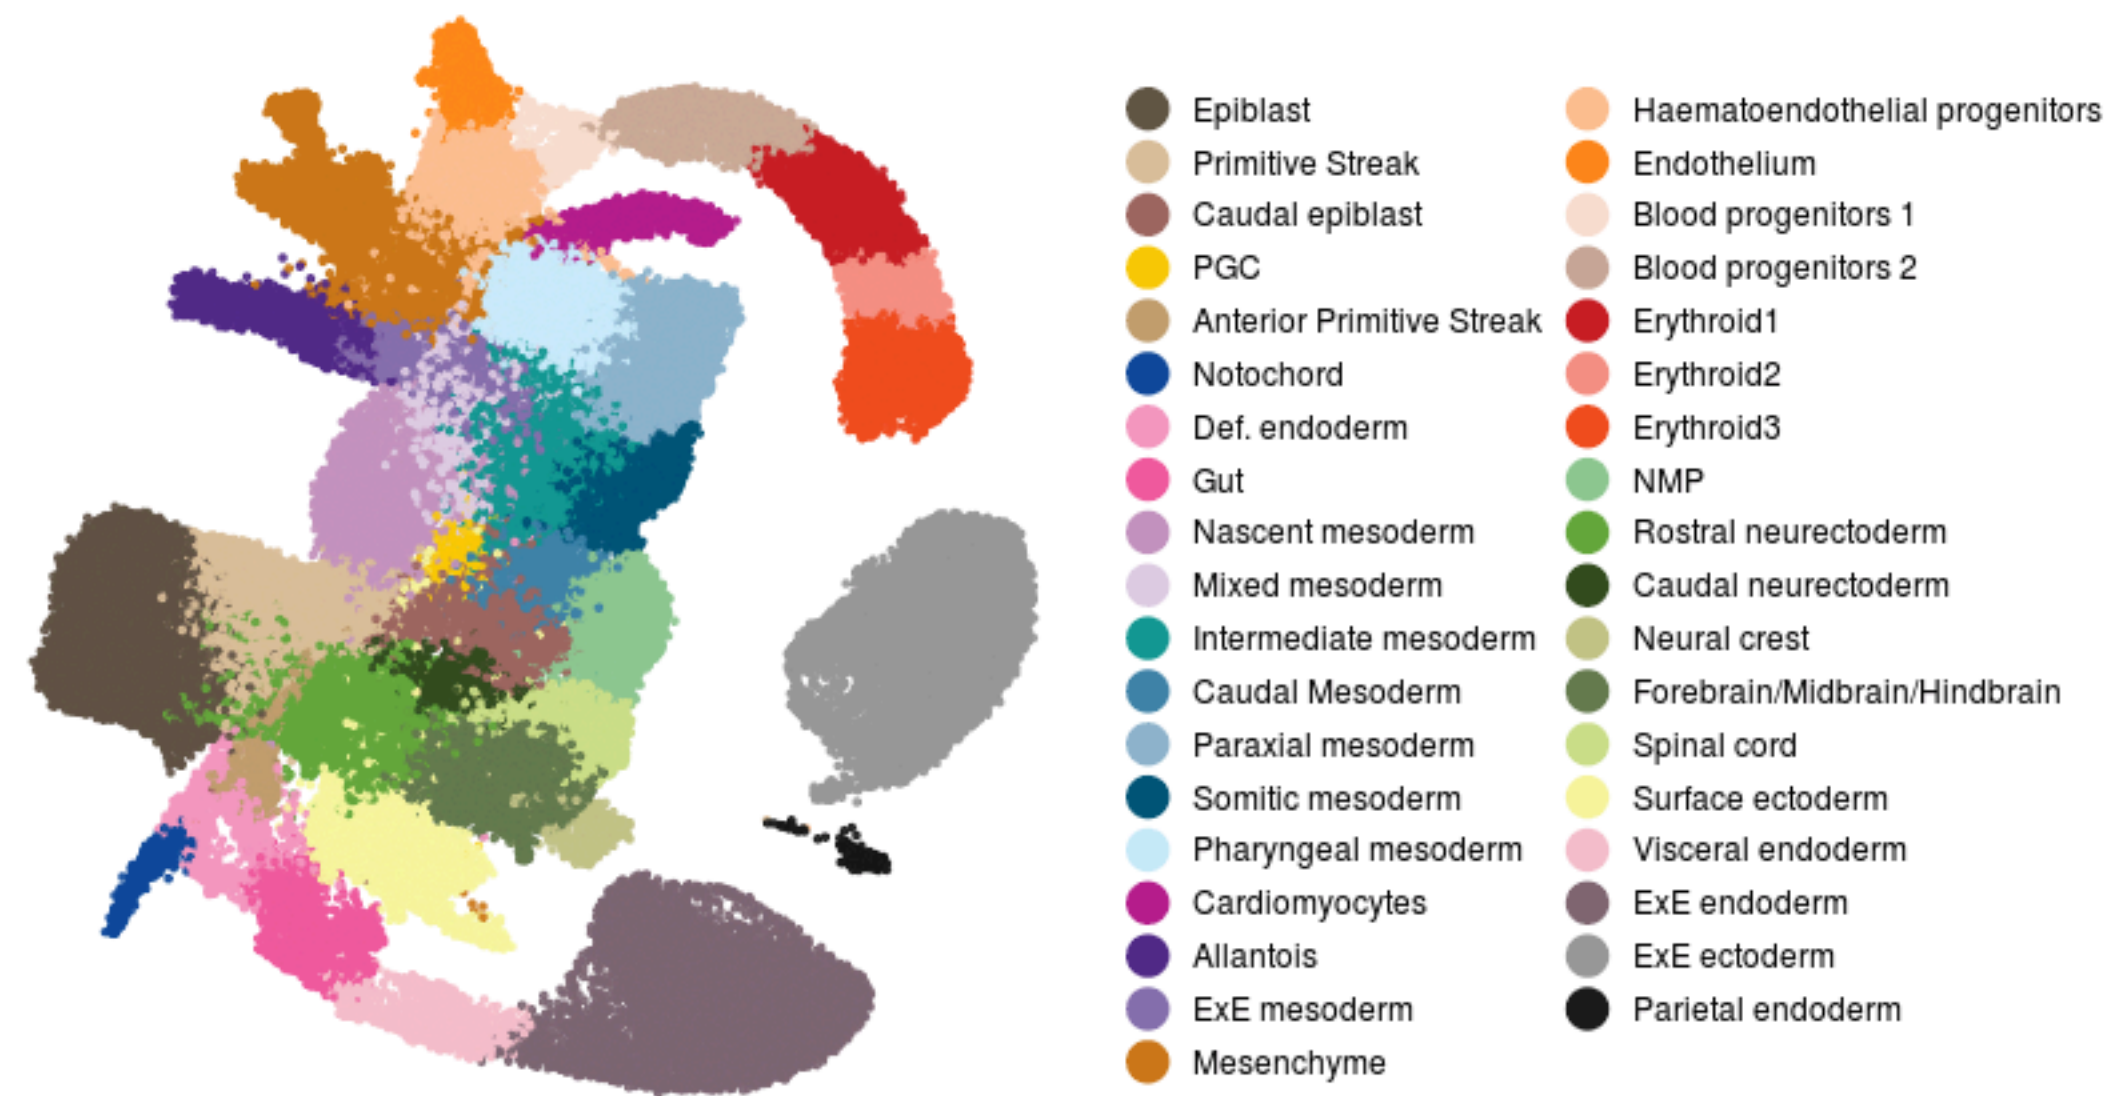 Epiblast
Primitive Streak
Caudal epiblast
PGC
Anterior Primitive Streak
Notochord
Def. endoderm
Gut
Nascent mesoderm
Mixed mesoderm
Intermediate mesoderm
Caudal Mesoderm
Paraxial mesoderm
Somitic mesoderm
Pharyngeal mesoderm
Cardiomyocytes
Allantois
ExE mesoderm
Mesenchyme
Haematoendothelial progenitors
Endothelium
Blood progenitors 1
Blood progenitors 2
Erythroid1
Erythroid2
Erythroid3
NMP
Rostral neurectoderm
Caudal neurectoderm
Neural crest
Forebrain/Midbrain/Hindbrain
Spinal cord
Surface ectoderm
Visceral endoderm
ExE endoderm
ExE ectoderm
Parietal endoderm